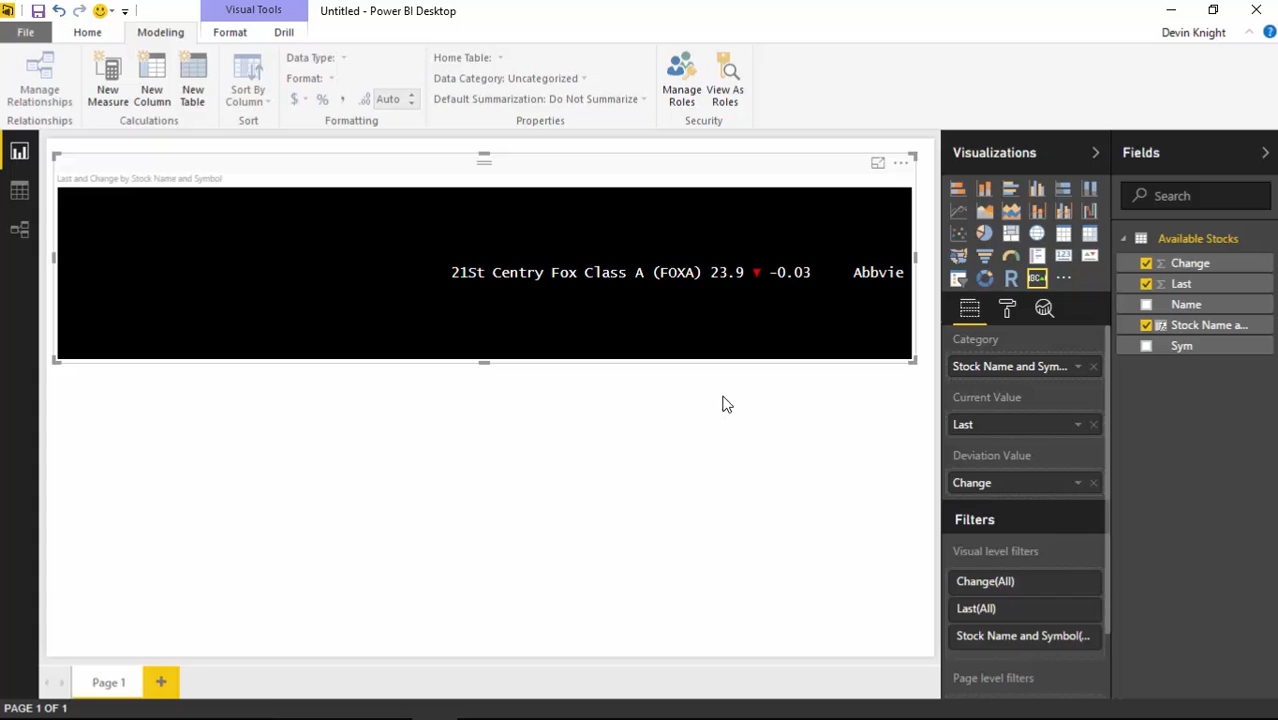 Visual Tools
Untitled - Power BI Desktop
File
Home
Modeling
Format
Drill
Devin Knight
Manage Relationships
New Measure
New Column
New Table
Sort By Column
Data Type:
Format:
$ % , Auto
Home Table:
Data Category: Uncategorized
Default Summarization: Do Not Summarize
Manage Roles
View As Roles
Relationships
Calculations
Sort
Formatting
Properties
Security
Last and Change by Stock Name and Symbol
21St Centry Fox Class A (FOXA) 23.9 ▼ -0.03 Abbvie
Visualizations
R
Category
Stock Name and Sym...
Current Value
Last
Deviation Value
Change
Filters
Visual level filters
Change(All)
Last(All)
Stock Name and Symbol(...
Page level filters
Fields
Search
Available Stocks
Change
Last
Name
Stock Name a...
Sym
Page 1
PAGE 1 OF 1